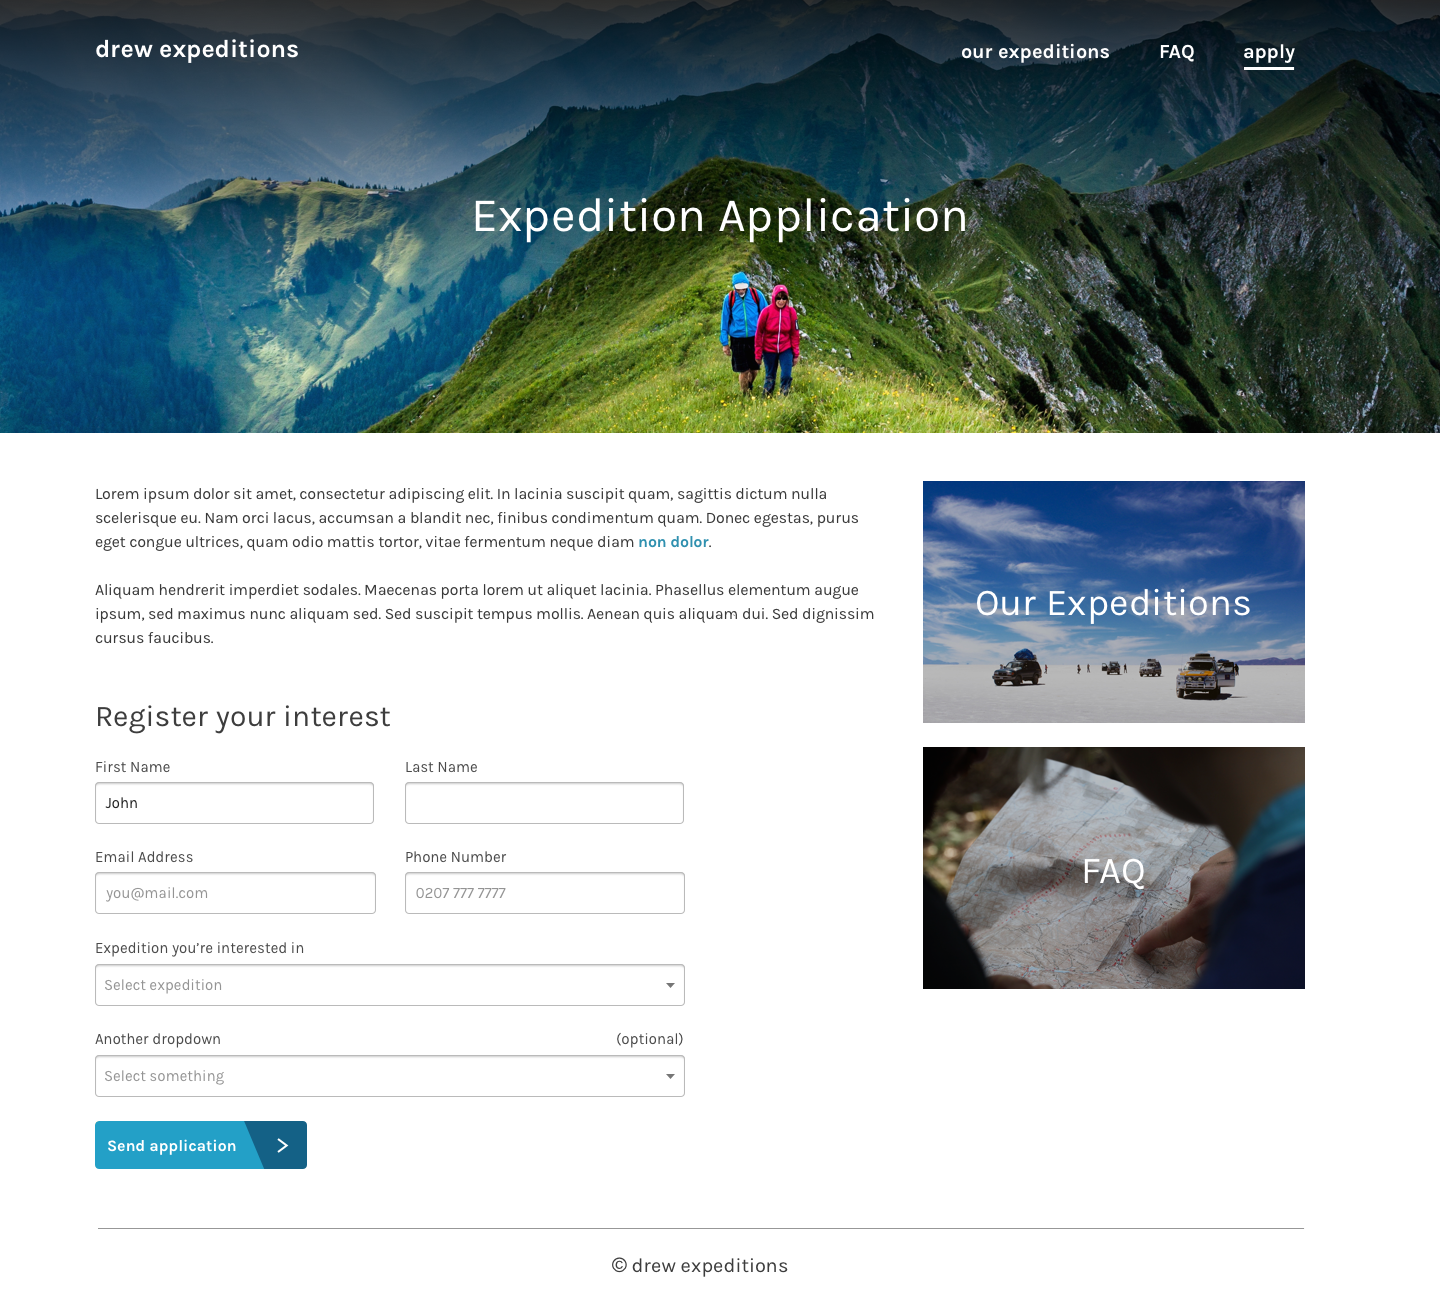 drew expeditions
our expeditions FAQ apply
Expedition Application
Lorem ipsum dolor sit amet, consectetur adipiscing elit. In lacinia suscipit quam, sagittis dictum nulla
scelerisque eu. Nam orci lacus, accumsan a blandit nec, finibus condimentum quam. Donec egestas, purus
eget congue ultrices, quam odio mattis tortor, vitae fermentum neque diam non dolor.
Aliquam hendrerit imperdiet sodales. Maecenas porta lorem ut aliquet lacinia. Phasellus elementum augue
ipsum, sed maximus nunc aliquam sed. Sed suscipit tempus mollis. Aenean quis aliquam dui. Sed dignissim
cursus faucibus.
Register your interest
First Name Last Name
John
Email Address Phone Number
you@mail.com 0207 777 7777
Expedition you’re interested in
Select expedition
Another dropdown (optional)
Select something
Send application
Our Expeditions
FAQ
© drew expeditions